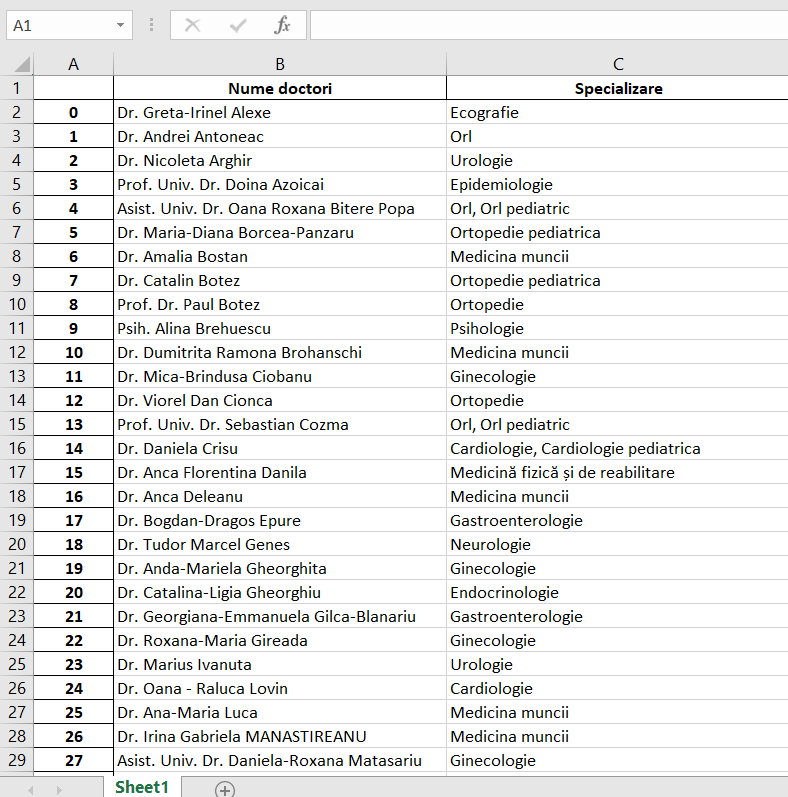 A1 fx
A B C
1 Nume doctori Specializare
2 0 Dr. Greta-Irinel Alexe Ecografie
3 1 Dr. Andrei Antoneac Orl
4 2 Dr. Nicoleta Arghir Urologie
5 3 Prof. Univ. Dr. Doina Azoicai Epidemiologie
6 4 Asist. Univ. Dr. Oana Roxana Bitere Popa Orl, Orl pediatric
7 5 Dr. Maria-Diana Borcea-Panzaru Ortopedie pediatrica
8 6 Dr. Amalia Bostan Medicina muncii
9 7 Dr. Catalin Botez Ortopedie pediatrica
10 8 Prof. Dr. Paul Botez Ortopedie
11 9 Psih. Alina Brehuescu Psihologie
12 10 Dr. Dumitrita Ramona Brohanschi Medicina muncii
13 11 Dr. Mica-Brindusa Ciobanu Ginecologie
14 12 Dr. Viorel Dan Cionca Ortopedie
15 13 Prof. Univ. Dr. Sebastian Cozma Orl, Orl pediatric
16 14 Dr. Daniela Crisu Cardiologie, Cardiologie pediatrica
17 15 Dr. Anca Florentina Danila Medicină fizică și de reabilitare
18 16 Dr. Anca Deleanu Medicina muncii
19 17 Dr. Bogdan-Dragos Epure Gastroenterologie
20 18 Dr. Tudor Marcel Genes Neurologie
21 19 Dr. Anda-Mariela Gheorghita Ginecologie
22 20 Dr. Catalina-Ligia Gheorghiu Endocrinologie
23 21 Dr. Georgiana-Emmanuela Gilca-Blanariu Gastroenterologie
24 22 Dr. Roxana-Maria Gireada Ginecologie
25 23 Dr. Marius Ivanuta Urologie
26 24 Dr. Oana - Raluca Lovin Cardiologie
27 25 Dr. Ana-Maria Luca Medicina muncii
28 26 Dr. Irina Gabriela MANASTIREANU Medicina muncii
29 27 Asist. Univ. Dr. Daniela-Roxana Matasariu Ginecologie
Sheet1